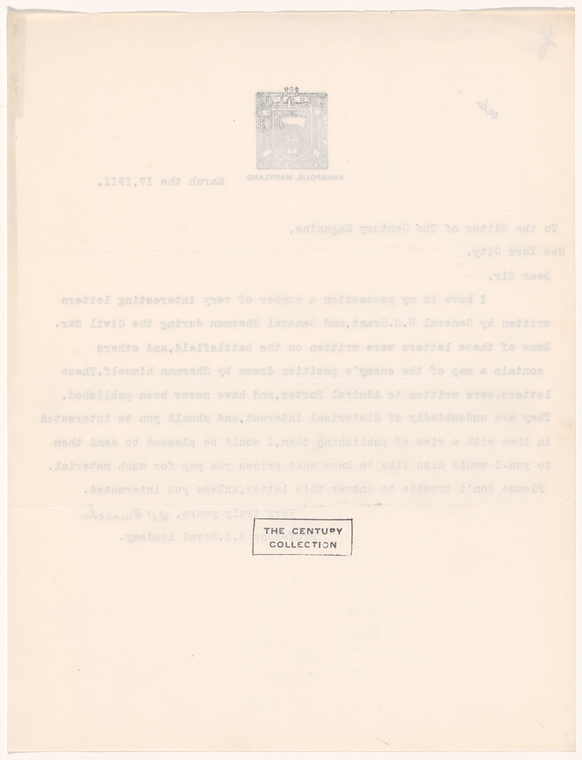 ANNAPOLIS, MARYLAND.
March the 17,1911.
To the Editor of The Century Magazine.
New York City.
Dear Sir.
I have in my possession a number of very interesting letters
written by General U.S.Grant,and General Sherman during the Civil War.
Some of these letters were written on the battlefield,and others
contain a map of the enemy's position drawn by Sherman himself.These
letters were written to Admiral Porter,and have never been published.
They are undoubtedly of Historical interest,and should you be interested
in them with a view of publishing them,I would be pleased to send them
to you.I would also like to know what prices you pay for such material.
Please don't trouble to answer this letter,unless you interested.
Very truly yours.
U.S.Naval Academy.
THE CENTURY
COLLECTION